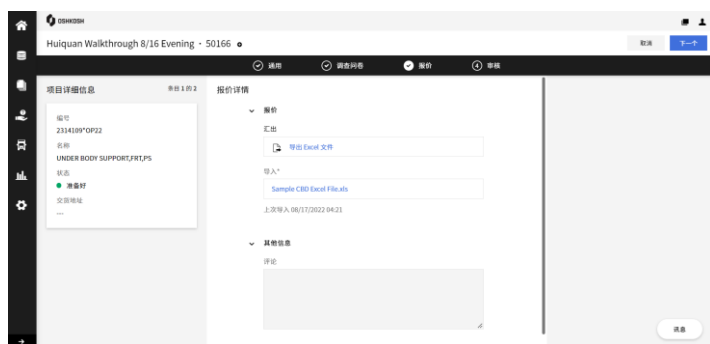 OSHKOSH
Huiquan Walkthrough 8/16 Evening · 50166
取消
下一个
通用
调查问卷
报价
4 审核
项目详细信息
条目 1 的 2
编号
2314109*OP22
名称
UNDER BODY SUPPORT,FRT,PS
状态
准备好
交货地址
---
报价详情
报价
汇出
导出 Excel 文件
导入*
Sample CBD Excel File.xls
上次导入 08/17/2022 04:21
其他信息
评论
讯息